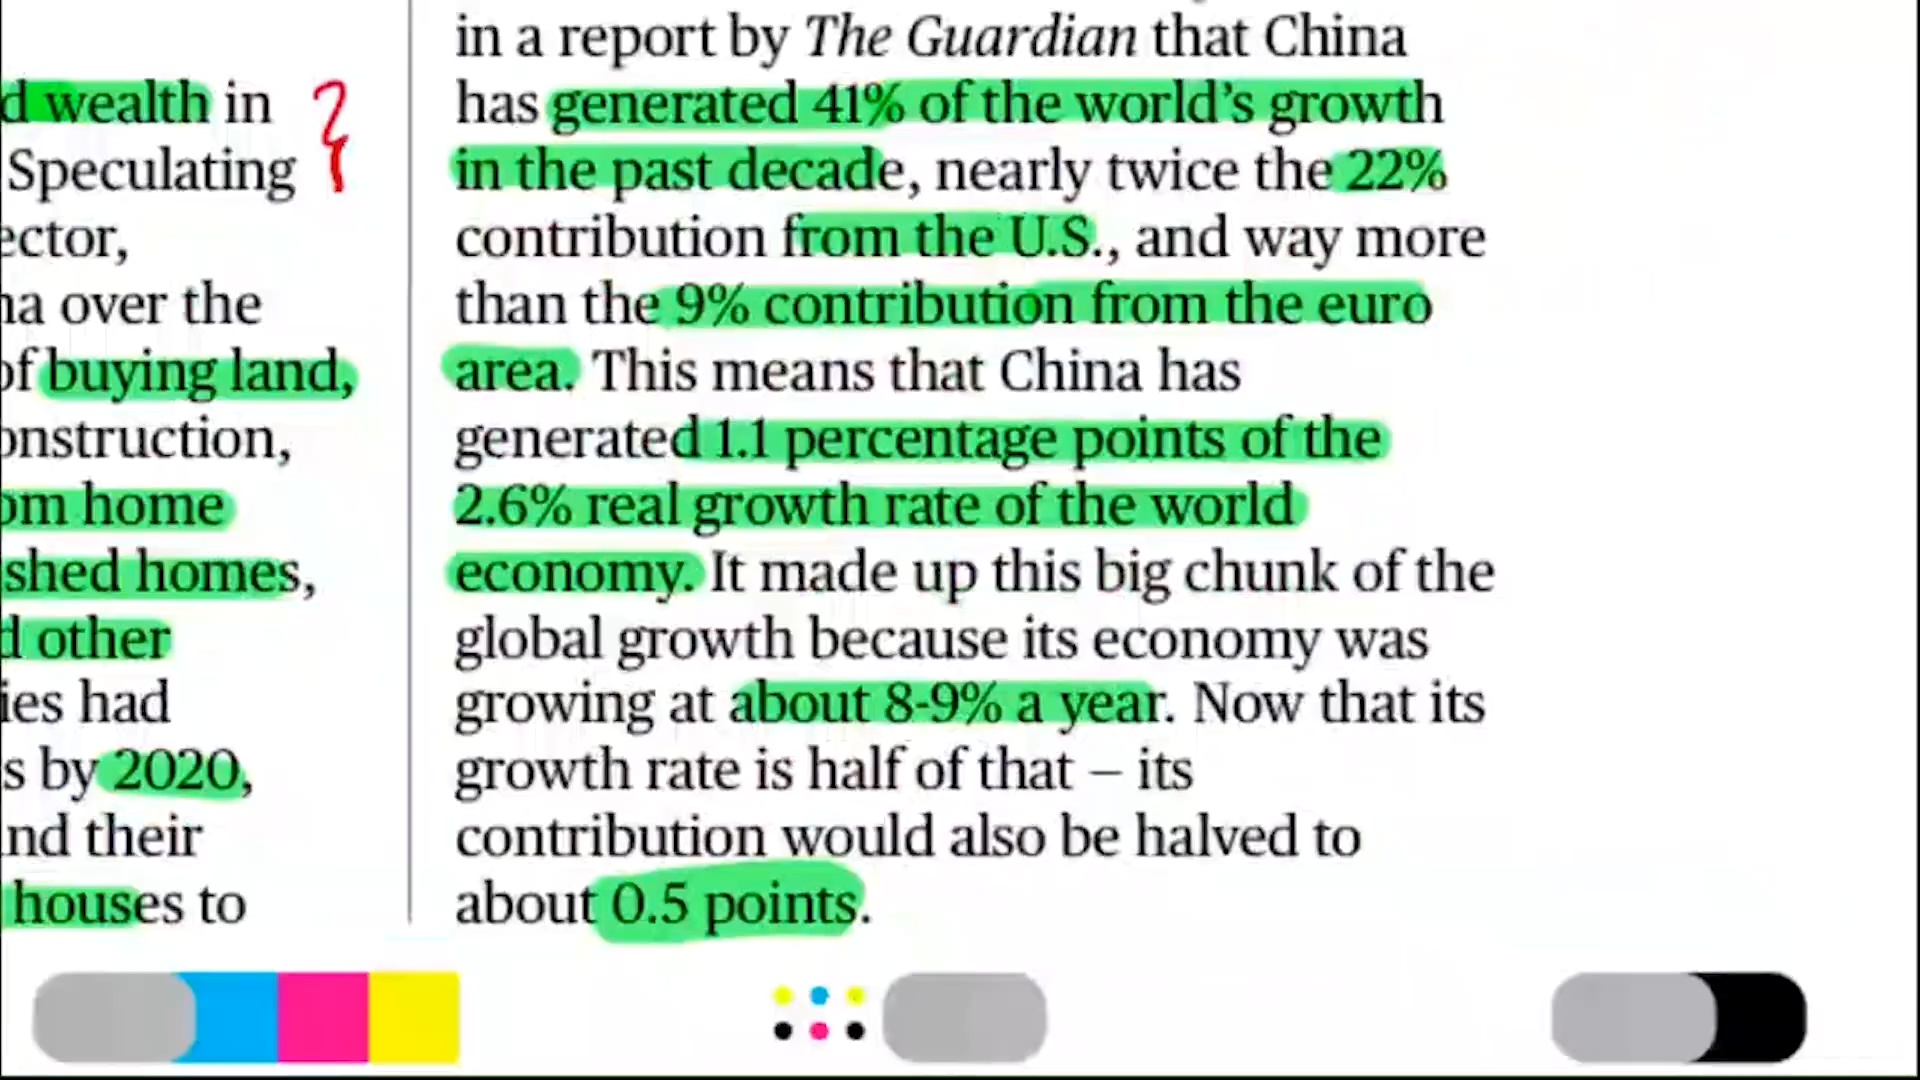 d wealth in
Speculating
ector,
na over the
of buying land,
onstruction,
om home
shed homes,
d other
ies had
s by 2020,
nd their
houses to
in a report by The Guardian that China
has generated 41% of the world’s growth
in the past decade, nearly twice the 22%
contribution from the U.S., and way more
than the 9% contribution from the euro
area. This means that China has
generated 1.1 percentage points of the
2.6% real growth rate of the world
economy. It made up this big chunk of the
global growth because its economy was
growing at about 8-9% a year. Now that its
growth rate is half of that – its
contribution would also be halved to
about 0.5 points.